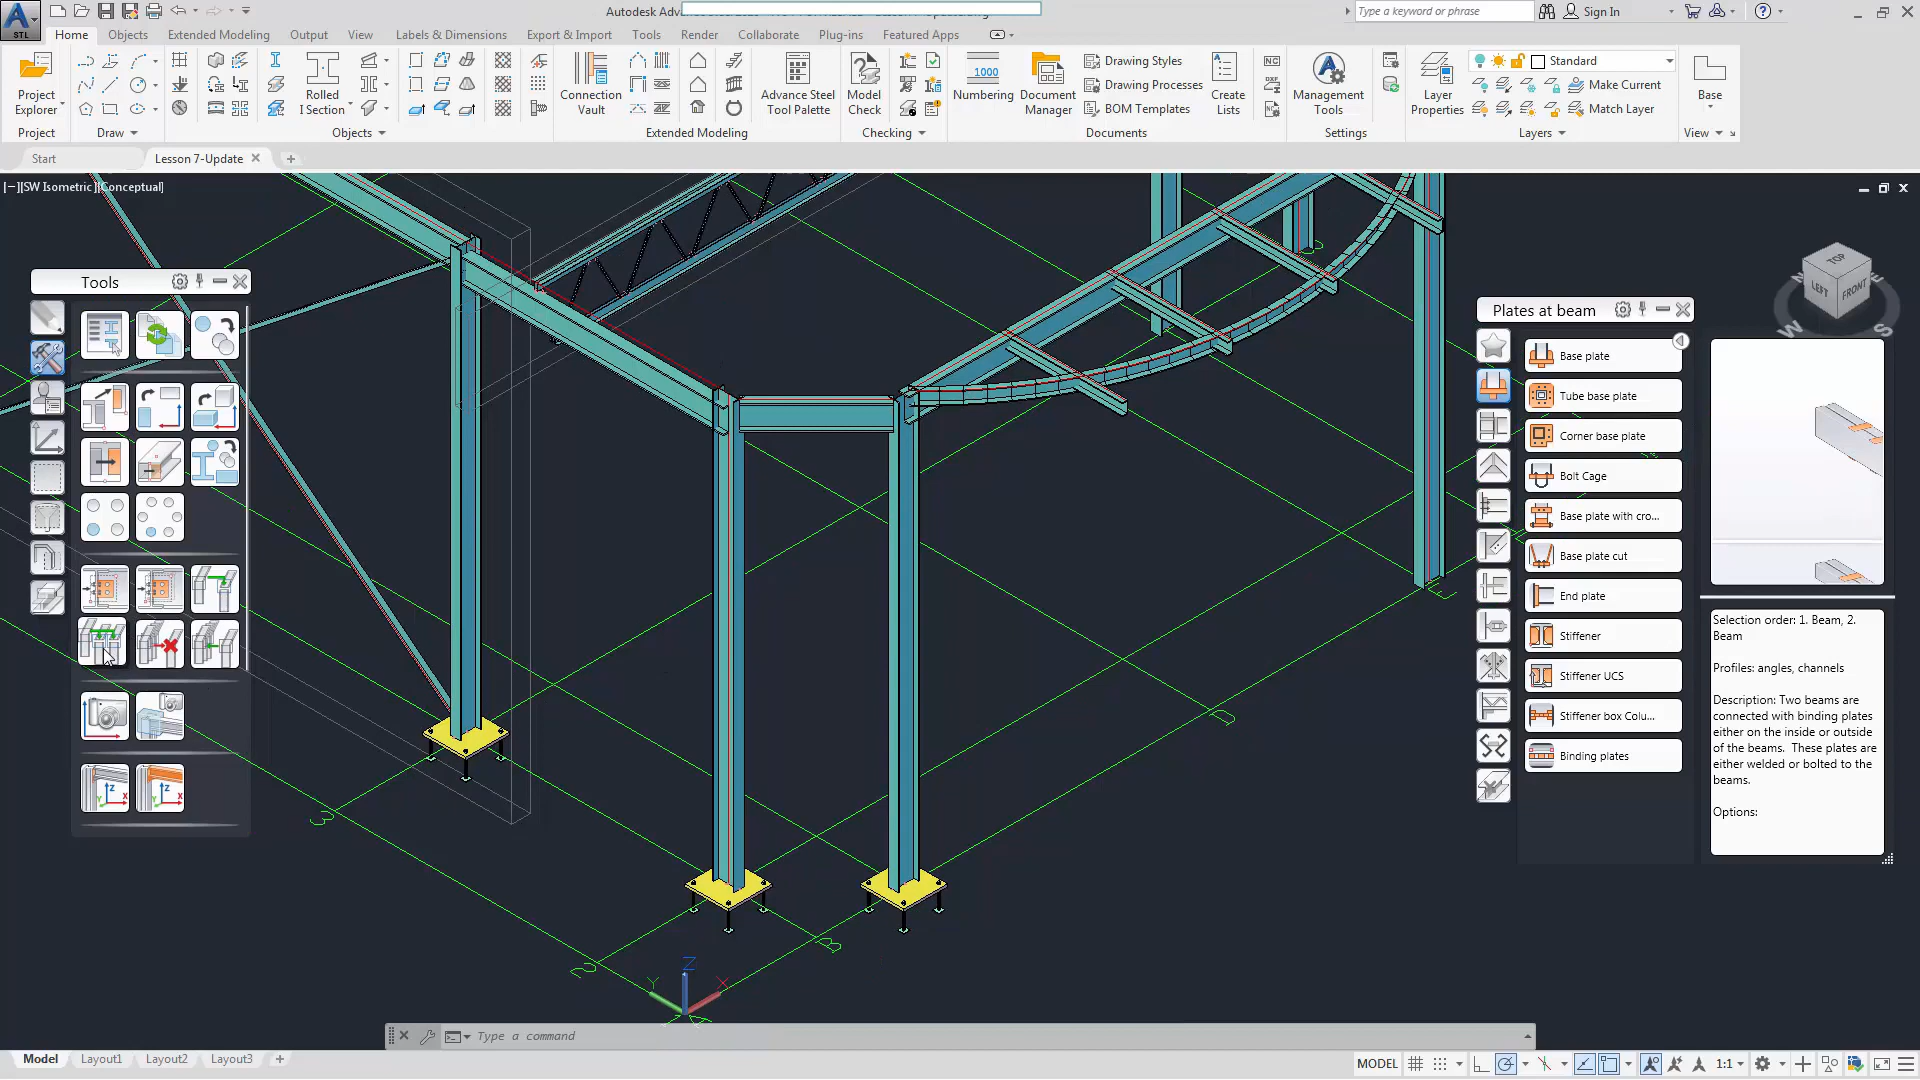 Autodesk Adv
Type a keyword or phrase
Sign In
STL
Home
Objects
Extended Modeling
Output
View
Labels & Dimensions
Export & Import
Tools
Render
Collaborate
Plug-ins
Featured Apps
Project
Explorer
Rolled
I Section
Connection
Vault
Advance Steel
Tool Palette
Model
Check
1000
Numbering
Document
Manager
Drawing Styles
Drawing Processes
BOM Templates
Create
Lists
NC
DXF
NC
Management
Tools
Layer
Properties
Standard
Make Current
Match Layer
Base
Project
Draw
Objects
Extended Modeling
Checking
Documents
Settings
Layers
View
Start
Lesson 7-Update
[−][SW Isometric][Conceptual]
TOP
LEFT
FRONT
N
E
W
S
Tools
Plates at beam
Base plate
Tube base plate
Corner base plate
Bolt Cage
Base plate with cro...
Base plate cut
End plate
Stiffener
Stiffener UCS
Stiffener box Colu...
Binding plates
Selection order: 1. Beam, 2.
Beam
Profiles: angles, channels
Description: Two beams are
connected with binding plates
either on the inside or outside
of the beams. These plates are
either welded or bolted to the
beams.
Options:
3
2
B
D
E
Z
Y
X
Type a command
Model
Layout1
Layout2
Layout3
MODEL
1:1